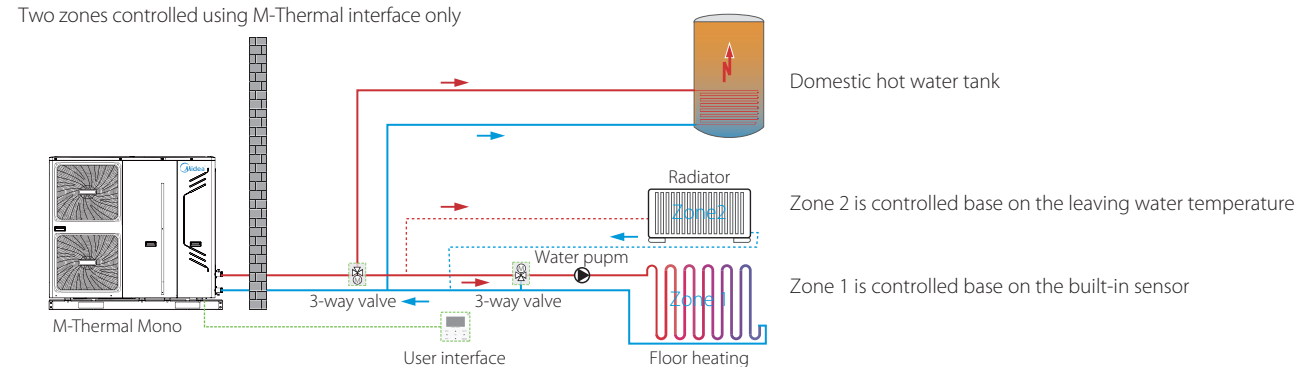 Two zones controlled using M-Thermal interface only
Domestic hot water tank
Midea
Radiator
Zone2
Zone 2 is controlled base on the leaving water temperature
Water pupm
Zone 1
Zone 1 is controlled base on the built-in sensor
3-way valve
3-way valve
M-Thermal Mono
User interface
Floor heating